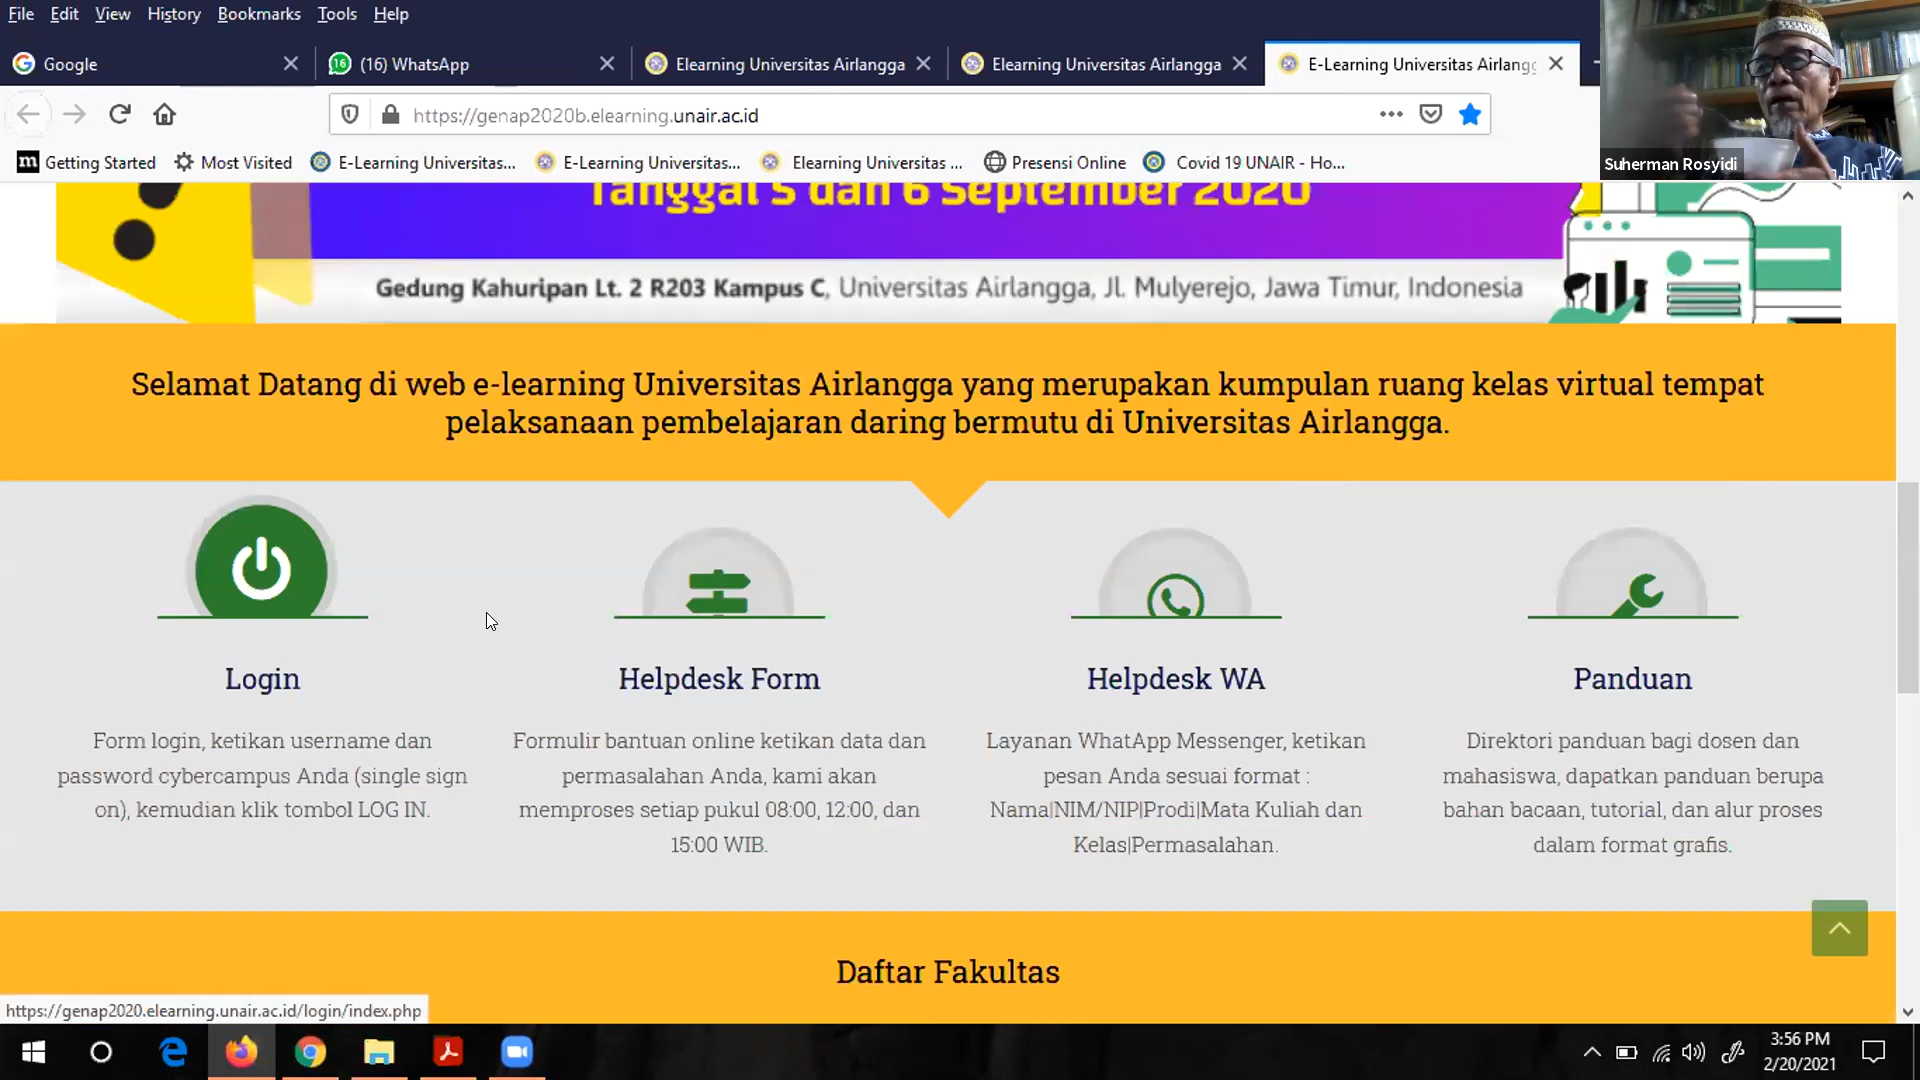 File Edit View History Bookmarks Tools Help
Google
(16) WhatsApp
Elearning Universitas Airlangga
Elearning Universitas Airlangga
E-Learning Universitas Airlangg
https://genap2020b.elearning.unair.ac.id
Getting Started
Most Visited
E-Learning Universitas...
E-Learning Universitas...
Elearning Universitas ...
Presensi Online
Covid 19 UNAIR - Ho...
Suherman Rosyidi
Tanggal 5 dan 6 September 2020
Gedung Kahuripan Lt. 2 R203 Kampus C, Universitas Airlangga, Jl. Mulyerejo, Jawa Timur, Indonesia
Selamat Datang di web e-learning Universitas Airlangga yang merupakan kumpulan ruang kelas virtual tempat
pelaksanaan pembelajaran daring bermutu di Universitas Airlangga.
Login
Form login, ketikan username dan
password cybercampus Anda (single sign
on), kemudian klik tombol LOG IN.
Helpdesk Form
Formulir bantuan online ketikan data dan
permasalahan Anda, kami akan
memproses setiap pukul 08:00, 12:00, dan
15:00 WIB.
Helpdesk WA
Layanan WhatApp Messenger, ketikan
pesan Anda sesuai format :
Nama|NIM/NIP|Prodi|Mata Kuliah dan
Kelas|Permasalahan.
Panduan
Direktori panduan bagi dosen dan
mahasiswa, dapatkan panduan berupa
bahan bacaan, tutorial, dan alur proses
dalam format grafis.
Daftar Fakultas
https://genap2020.elearning.unair.ac.id/login/index.php
3:56 PM
2/20/2021